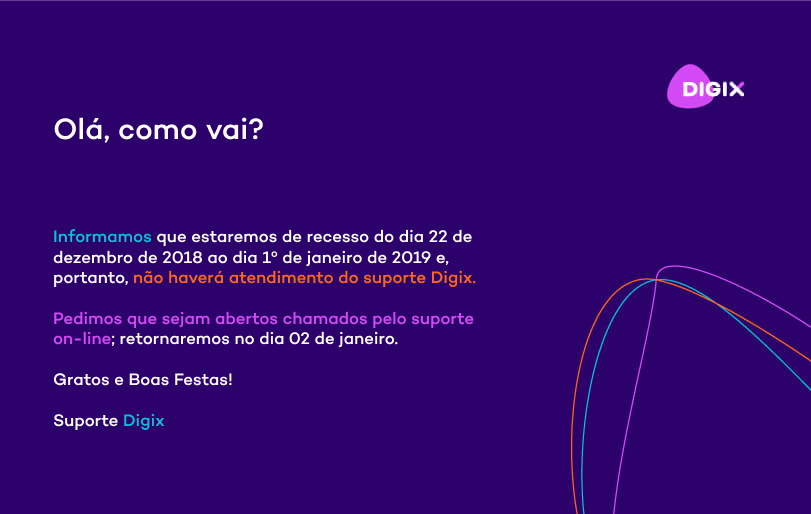 DIGIX
Olá, como vai?
Informamos que estaremos de recesso do dia 22 de
dezembro de 2018 ao dia 1º de janeiro de 2019 e,
portanto, não haverá atendimento do suporte Digix.
Pedimos que sejam abertos chamados pelo suporte
on-line; retornaremos no dia 02 de janeiro.
Gratos e Boas Festas!
Suporte Digix